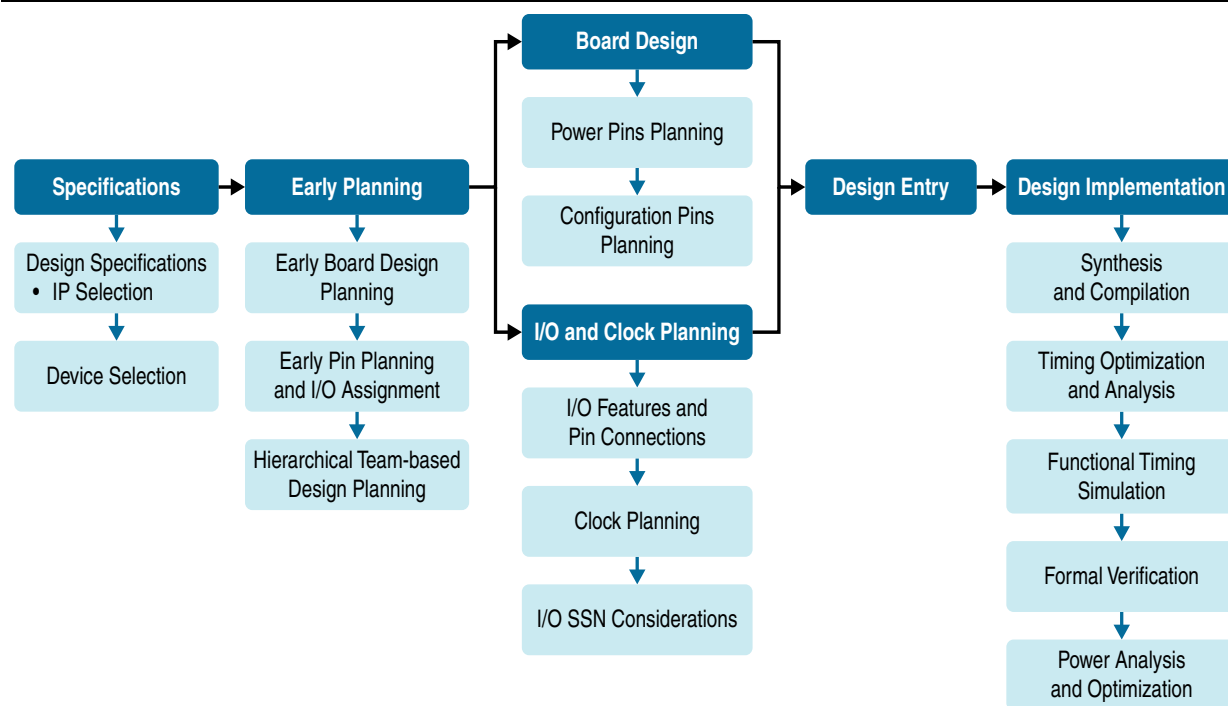 Specifications
Design Specifications
• IP Selection
Device Selection
Early Planning
Early Board Design
Planning
Early Pin Planning
and I/O Assignment
Hierarchical Team-based
Design Planning
Board Design
Power Pins Planning
Configuration Pins
Planning
I/O and Clock Planning
I/O Features and
Pin Connections
Clock Planning
I/O SSN Considerations
Design Entry
Design Implementation
Synthesis
and Compilation
Timing Optimization
and Analysis
Functional Timing
Simulation
Formal Verification
Power Analysis
and Optimization